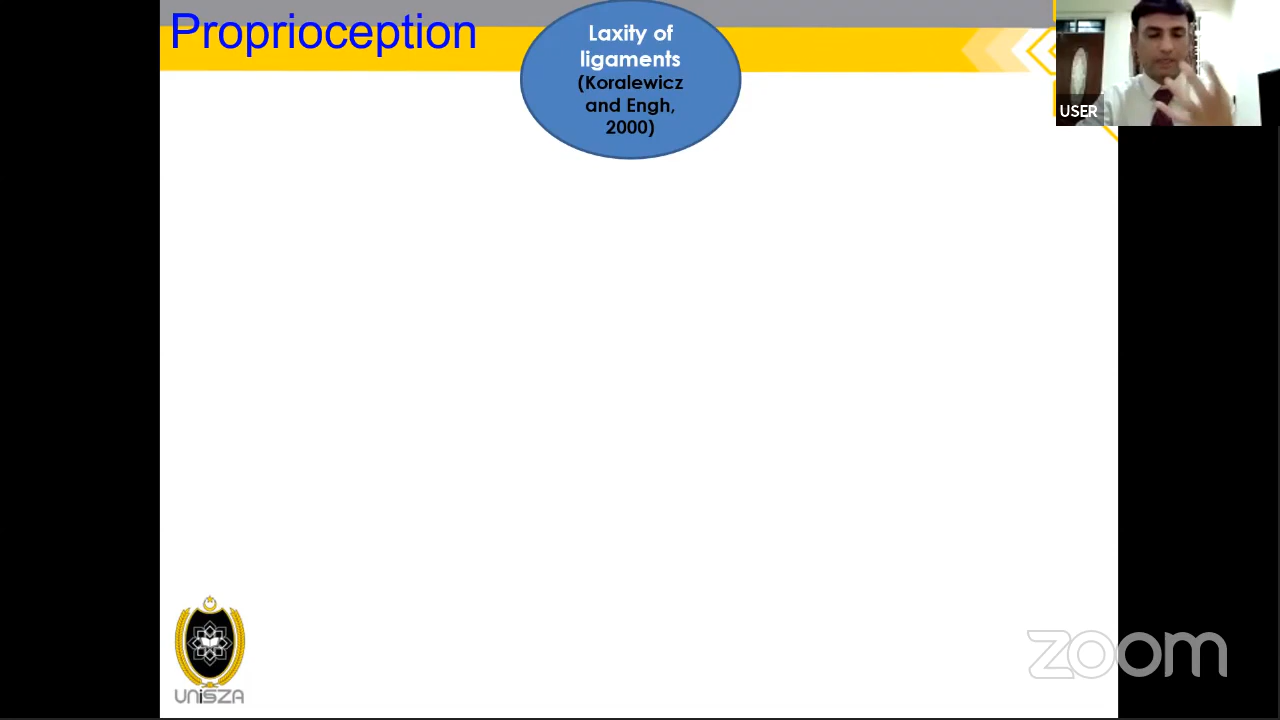 Proprioception
Laxity of
ligaments
(Koralewicz
and Engh,
2000)
USER
UNiSZA
zoom